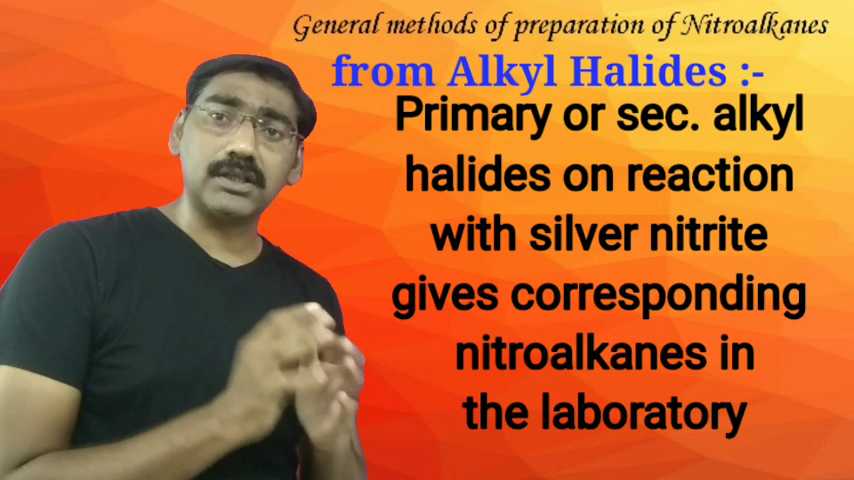 General methods of preparation of Nitroalkanes
from Alkyl Halides :-
Primary or sec. alkyl
halides on reaction
with silver nitrite
gives corresponding
nitroalkanes in
the laboratory